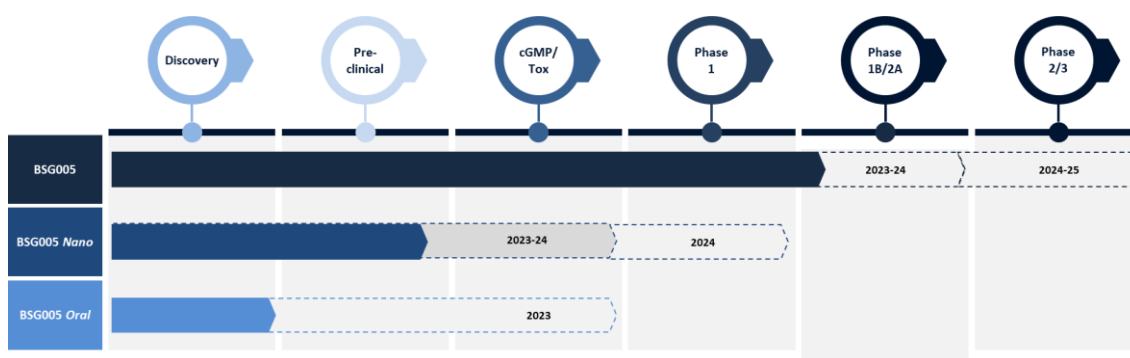 Discovery
Pre-
clinical
cGMP/
Tox
Phase
1
Phase
1B/2A
Phase
2/3
BSG005
2023-24
2024-25
BSG005 Nano
2023-24
2024
BSG005 Oral
2023